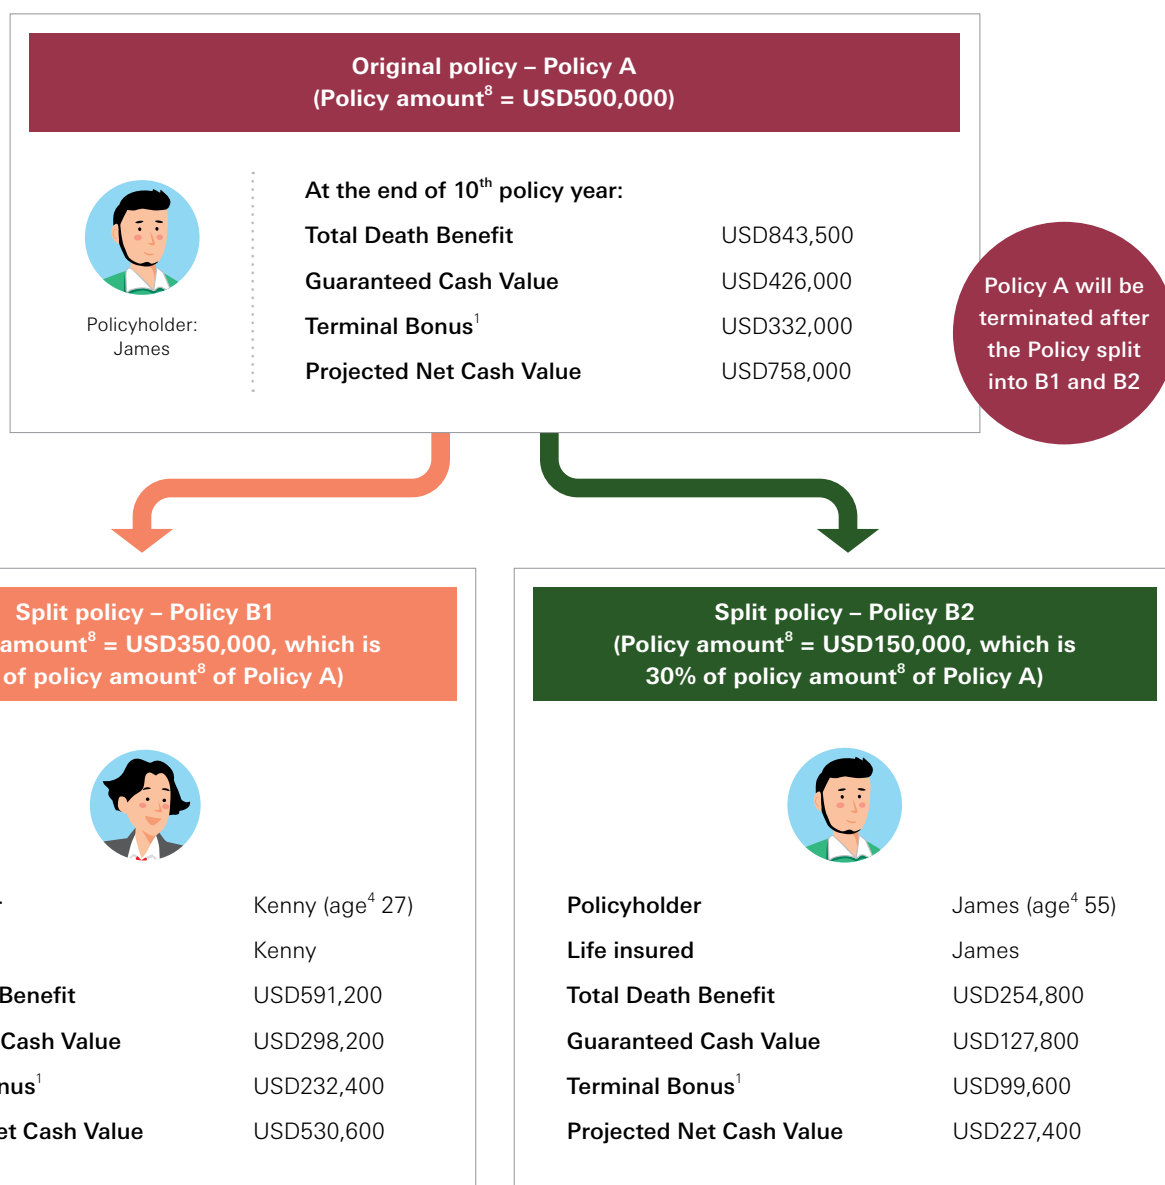 Original policy – Policy A
(Policy amount⁸ = USD500,000)
At the end of 10ᵗʰ policy year:
Total Death Benefit USD843,500
Guaranteed Cash Value USD426,000
Terminal Bonus¹ USD332,000
Projected Net Cash Value USD758,000
Policyholder:
James
Policy A will be
terminated after
the Policy split
into B1 and B2
Split policy – Policy B1
amount⁸ = USD350,000, which is
of policy amount⁸ of Policy A)
Kenny (age⁴ 27)
Kenny
Benefit USD591,200
Cash Value USD298,200
nus¹ USD232,400
et Cash Value USD530,600
Split policy – Policy B2
(Policy amount⁸ = USD150,000, which is
30% of policy amount⁸ of Policy A)
Policyholder James (age⁴ 55)
Life insured James
Total Death Benefit USD254,800
Guaranteed Cash Value USD127,800
Terminal Bonus¹ USD99,600
Projected Net Cash Value USD227,400